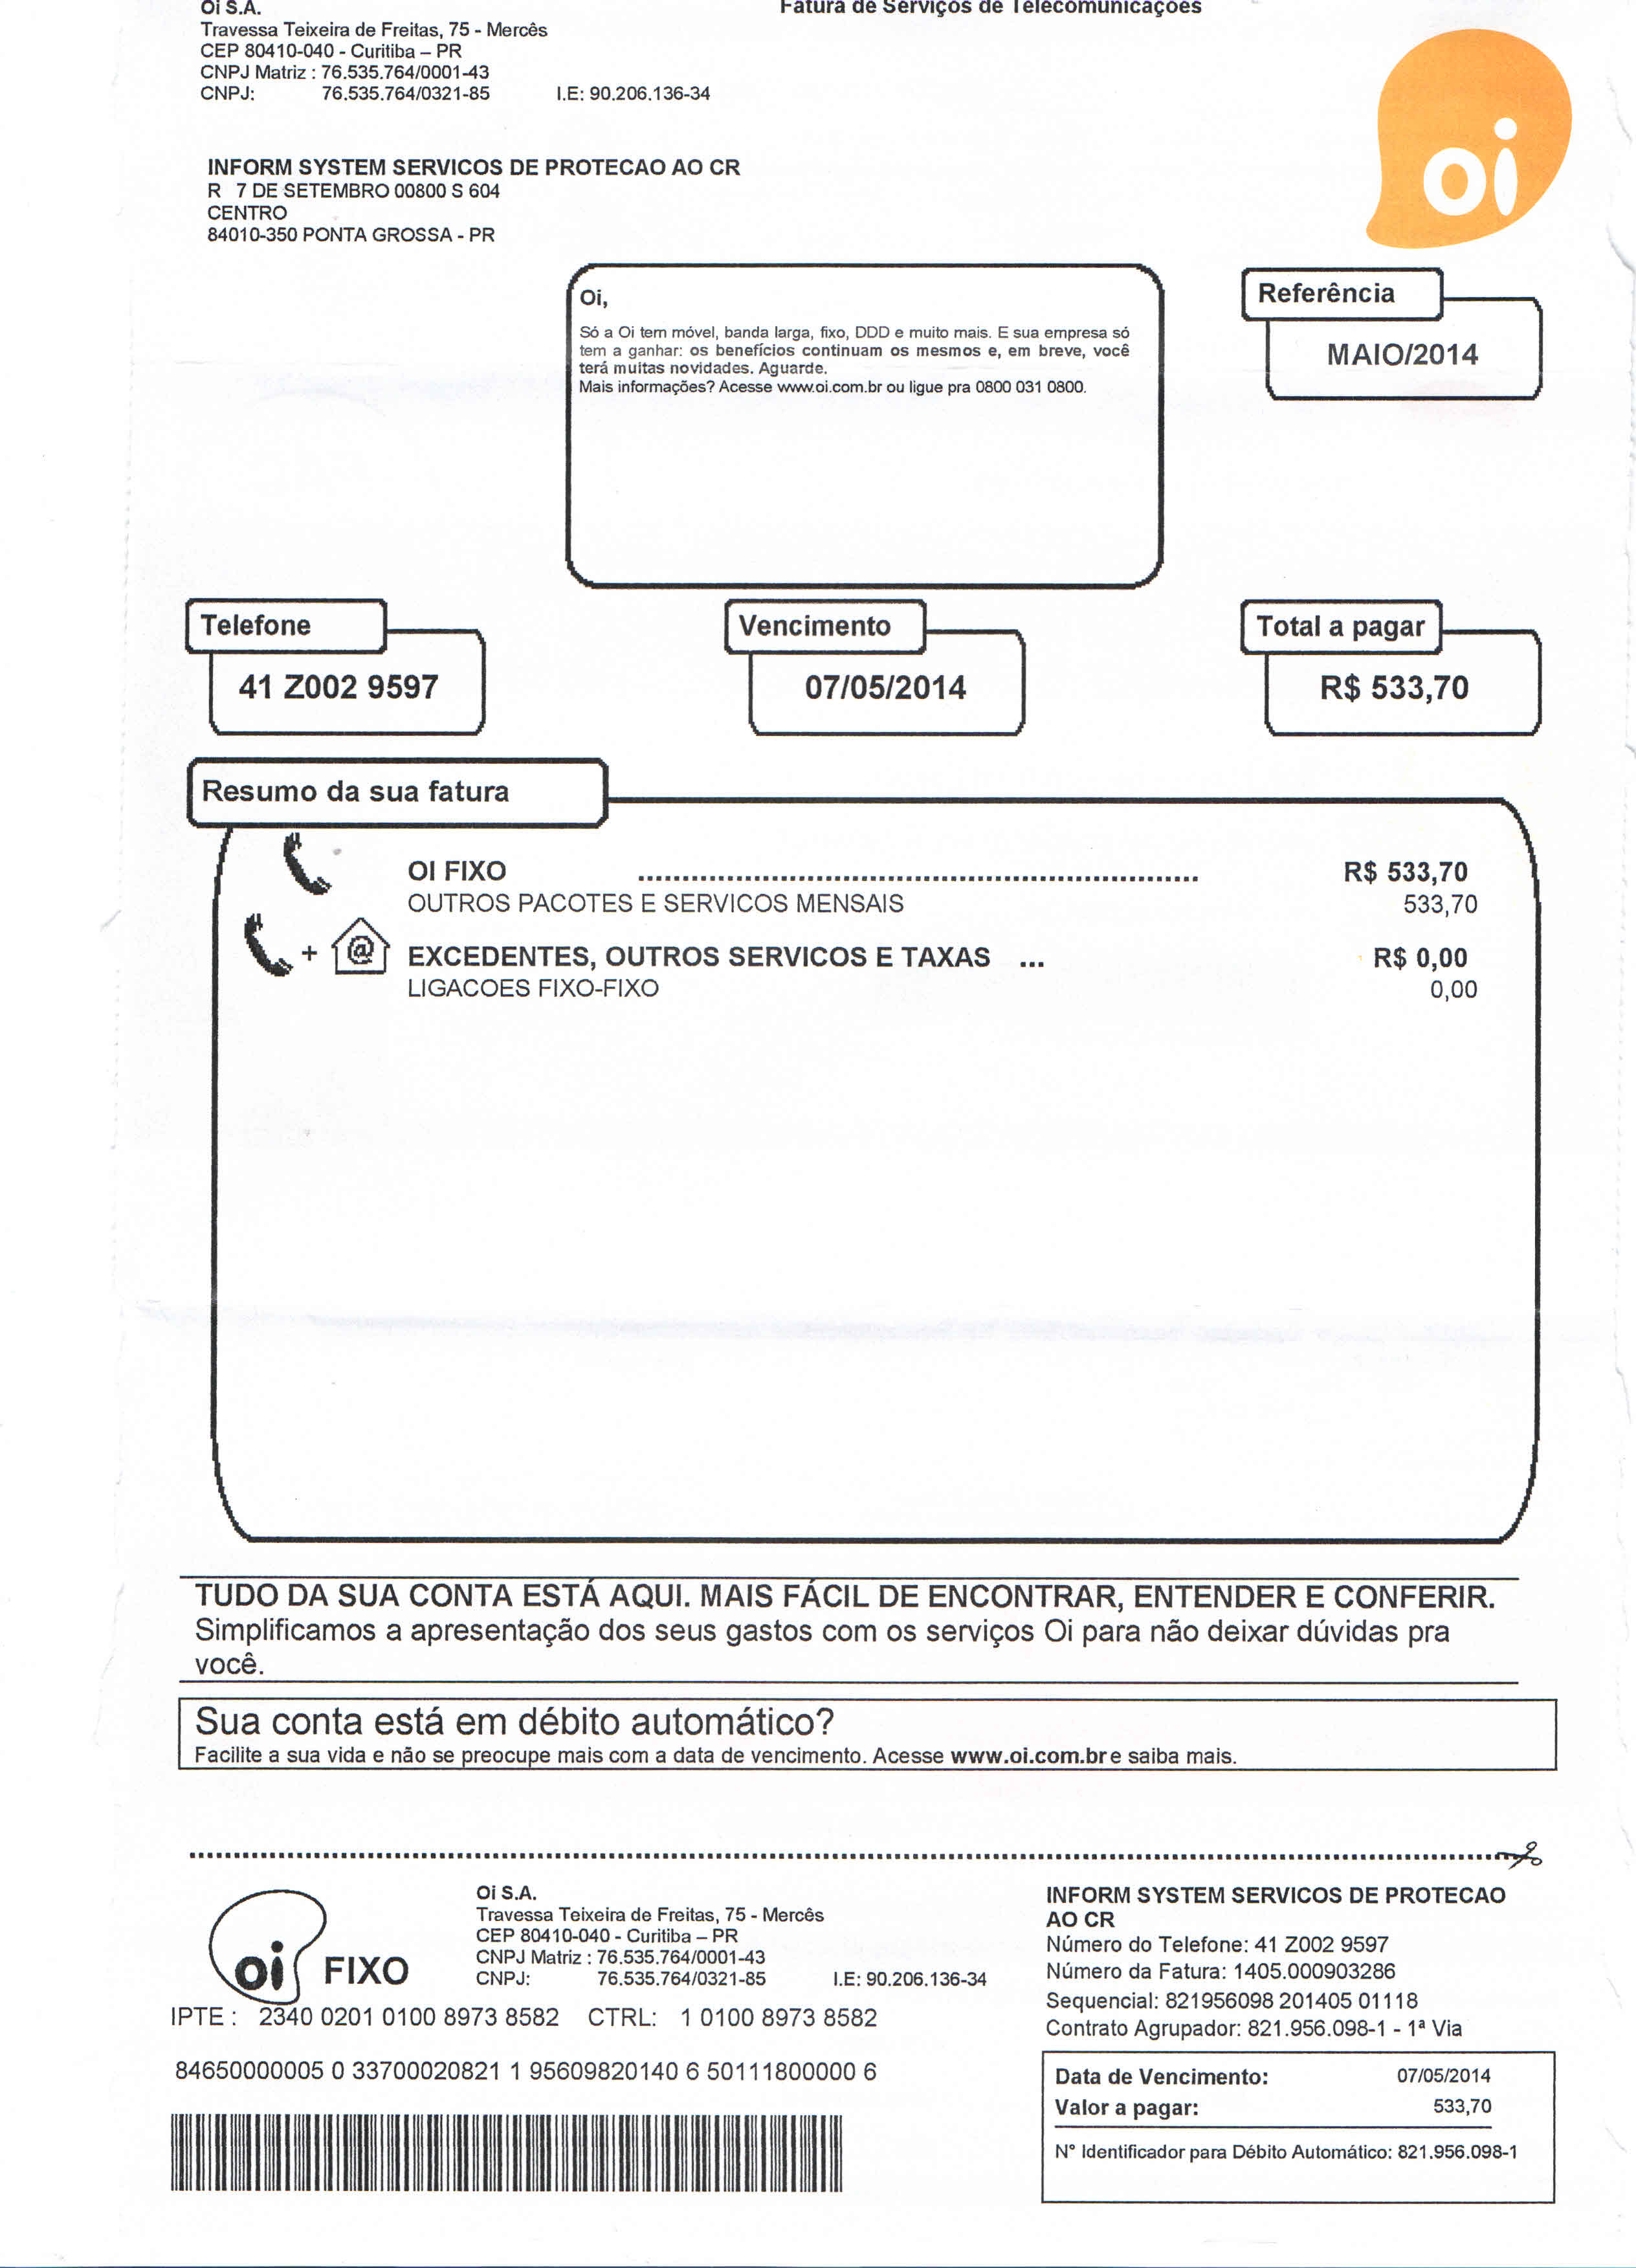 Oi S.A.
Fatura de Serviços de Telecomunicações
Travessa Teixeira de Freitas, 75 - Mercês
CEP 80410-040 - Curitiba – PR
CNPJ Matriz : 76.535.764/0001-43
CNPJ: 76.535.764/0321-85 I.E: 90.206.136-34
oi
INFORM SYSTEM SERVICOS DE PROTECAO AO CR
R 7 DE SETEMBRO 00800 S 604
CENTRO
84010-350 PONTA GROSSA - PR
Oi,
Só a Oi tem móvel, banda larga, fixo, DDD e muito mais. E sua empresa só
tem a ganhar: os benefícios continuam os mesmos e, em breve, você
terá muitas novidades. Aguarde.
Mais informações? Acesse www.oi.com.br ou ligue pra 0800 031 0800.
Referência
MAIO/2014
Telefone
41 Z002 9597
Vencimento
07/05/2014
Total a pagar
R$ 533,70
Resumo da sua fatura
OI FIXO R$ 533,70
OUTROS PACOTES E SERVICOS MENSAIS 533,70
+ @ EXCEDENTES, OUTROS SERVICOS E TAXAS ... R$ 0,00
LIGACOES FIXO-FIXO 0,00
TUDO DA SUA CONTA ESTÁ AQUI. MAIS FÁCIL DE ENCONTRAR, ENTENDER E CONFERIR.
Simplificamos a apresentação dos seus gastos com os serviços Oi para não deixar dúvidas pra
você.
Sua conta está em débito automático?
Facilite a sua vida e não se preocupe mais com a data de vencimento. Acesse www.oi.com.br e saiba mais.
oi FIXO
Oi S.A.
Travessa Teixeira de Freitas, 75 - Mercês
CEP 80410-040 - Curitiba – PR
CNPJ Matriz : 76.535.764/0001-43
CNPJ: 76.535.764/0321-85 I.E: 90.206.136-34
IPTE : 2340 0201 0100 8973 8582 CTRL: 1 0100 8973 8582
84650000005 0 33700020821 1 95609820140 6 50111800000 6
INFORM SYSTEM SERVICOS DE PROTECAO
AO CR
Número do Telefone: 41 Z002 9597
Número da Fatura: 1405.000903286
Sequencial: 821956098 201405 01118
Contrato Agrupador: 821.956.098-1 - 1ª Via
Data de Vencimento: 07/05/2014
Valor a pagar: 533,70
N° Identificador para Débito Automático: 821.956.098-1